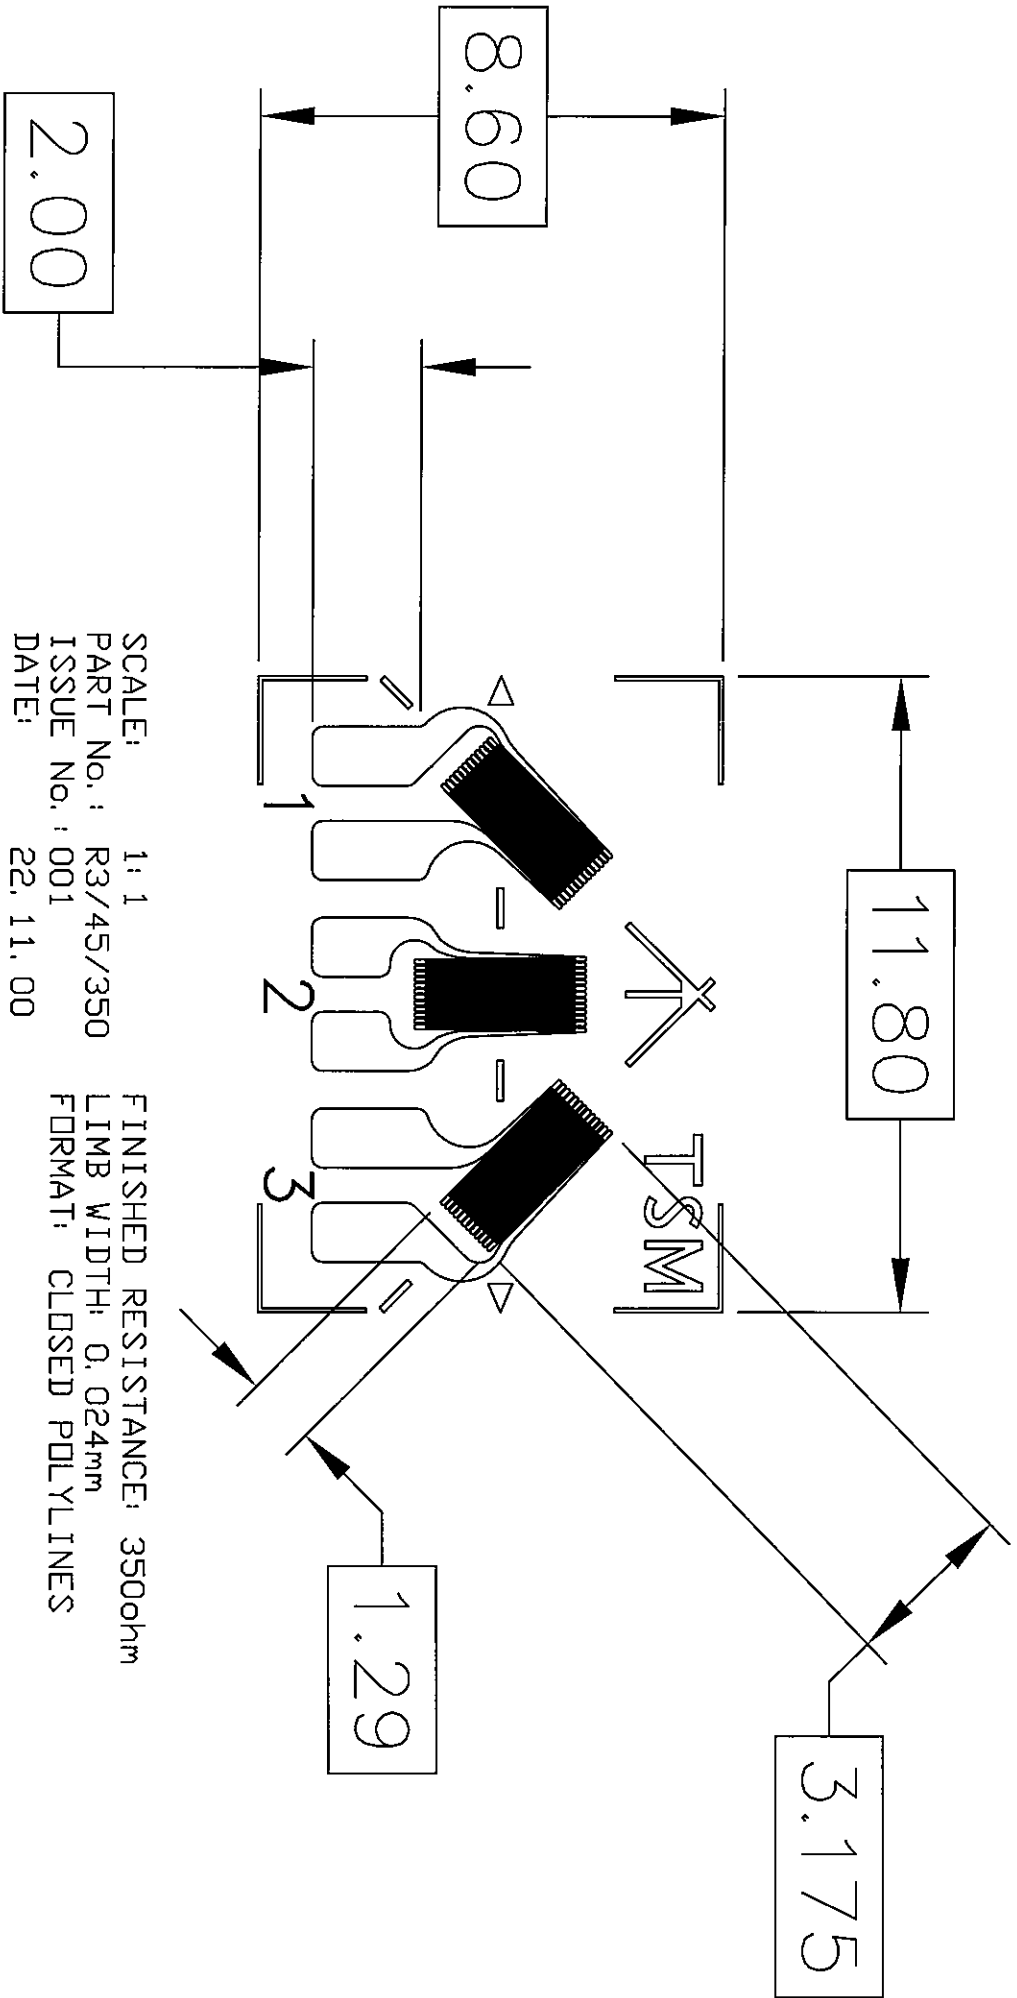 3.175
11.80
TSM
8.60
1.29
1 2 3
2.00
SCALE: 1:1
PART No.: R3/45/350
ISSUE No.: 001
DATE: 22.11.00
FINISHED RESISTANCE: 350ohm
LIMB WIDTH: 0.024mm
FORMAT: CLOSED POLYLINES